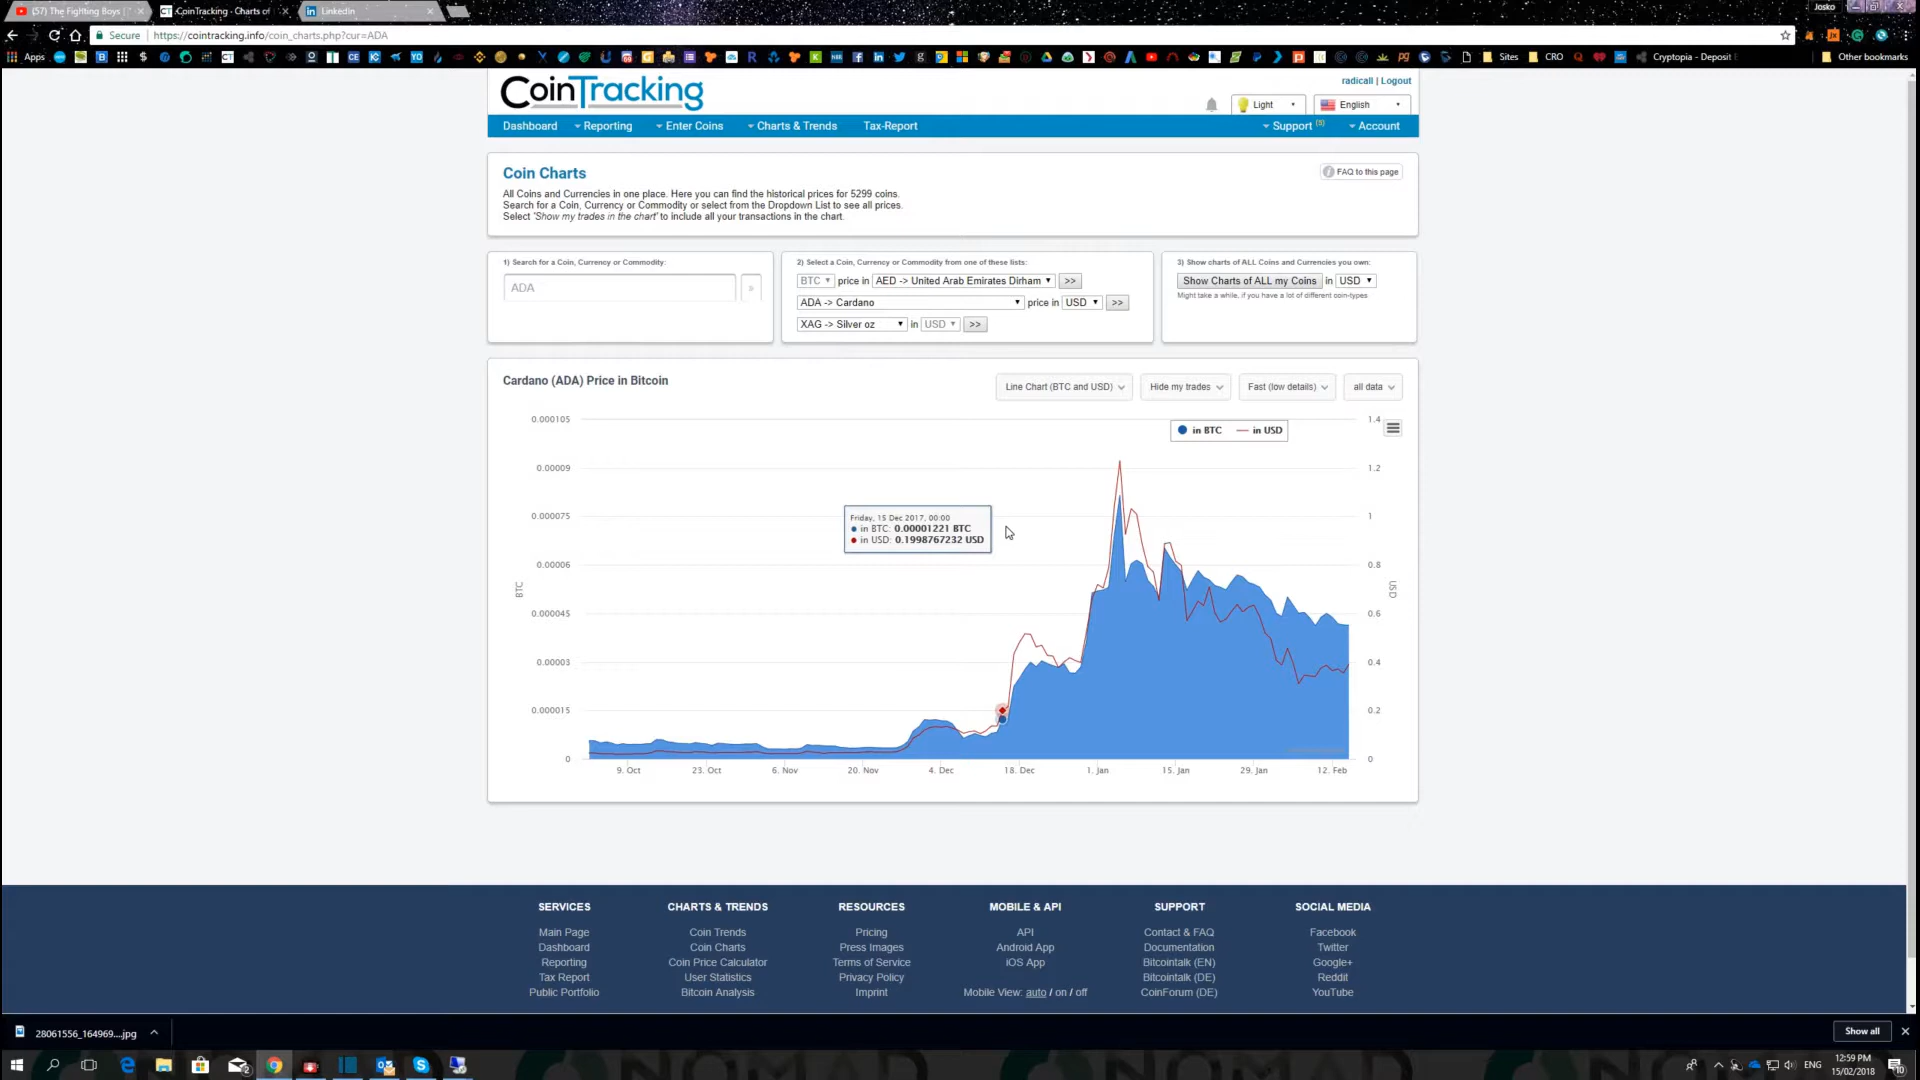 (57) The Fighting Boys |
CoinTracking - Charts of
LinkedIn
Josko
Secure
https://cointracking.info/coin_charts.php?cur=ADA
Apps
Sites
CRO
Cryptopia - Deposit
Other bookmarks
CoinTracking
radicall | Logout
Light
English
Dashboard
Reporting
Enter Coins
Charts & Trends
Tax-Report
Support (5)
Account
Coin Charts
FAQ to this page
All Coins and Currencies in one place. Here you can find the historical prices for 5299 coins.
Search for a Coin, Currency or Commodity or select from the Dropdown List to see all prices.
Select 'Show my trades in the chart' to include all your transactions in the chart.
1) Search for a Coin, Currency or Commodity:
ADA
»
2) Select a Coin, Currency or Commodity from one of these lists:
BTC price in AED -> United Arab Emirates Dirham >>
ADA -> Cardano price in USD >>
XAG -> Silver oz in USD >>
3) Show charts of ALL Coins and Currencies you own:
Show Charts of ALL my Coins in USD
Might take a while, if you have a lot of different coin-types
Cardano (ADA) Price in Bitcoin
Line Chart (BTC and USD)
Hide my trades
Fast (low details)
all data
in BTC
in USD
0.000105
0.00009
0.000075
0.00006
0.000045
0.00003
0.000015
0
BTC
1.4
1.2
1
0.8
0.6
0.4
0.2
0
USD
Friday, 15 Dec 2017, 00:00
in BTC: 0.00001221 BTC
in USD: 0.1998767232 USD
9. Oct
23. Oct
6. Nov
20. Nov
4. Dec
18. Dec
1. Jan
15. Jan
29. Jan
12. Feb
SERVICES
Main Page
Dashboard
Reporting
Tax Report
Public Portfolio
CHARTS & TRENDS
Coin Trends
Coin Charts
Coin Price Calculator
User Statistics
Bitcoin Analysis
RESOURCES
Pricing
Press Images
Terms of Service
Privacy Policy
Imprint
MOBILE & API
API
Android App
iOS App
Mobile View: auto / on / off
SUPPORT
Contact & FAQ
Documentation
Bitcointalk (EN)
Bitcointalk (DE)
CoinForum (DE)
SOCIAL MEDIA
Facebook
Twitter
Google+
Reddit
YouTube
28061556_164969....jpg
Show all
NOMAD
NOMAD
ENG
12:59 PM
15/02/2018